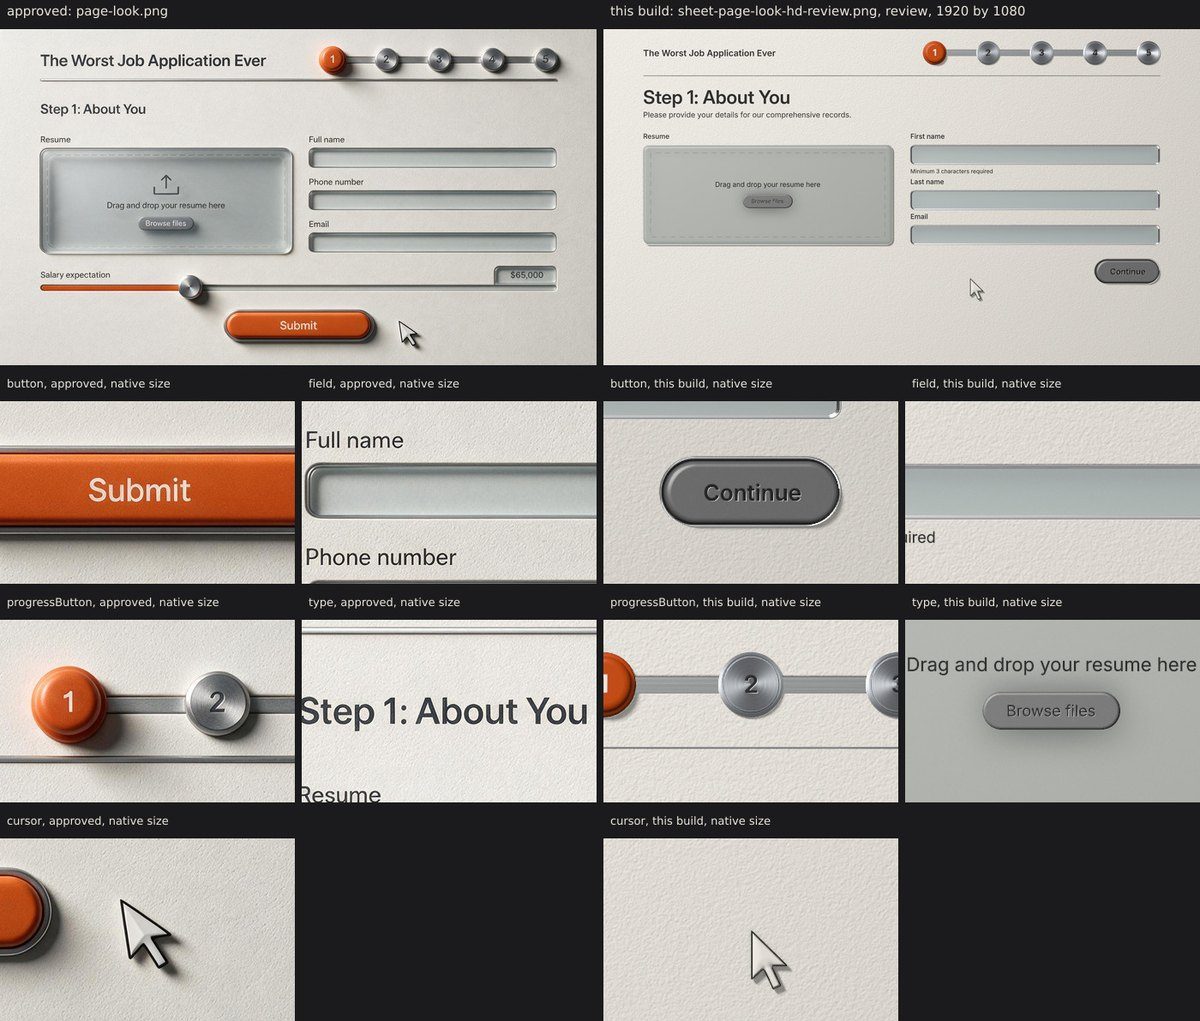 approved: page-look.png
this build: sheet-page-look-hd-review.png, review, 1920 by 1080
The Worst Job Application Ever
1 2 3 4 5
Step 1: About You
Resume
Drag and drop your resume here
Browse files
Full name
Phone number
Email
Salary expectation
$65,000
Submit
The Worst Job Application Ever
1 2 3 4 5
Step 1: About You
Please provide your details for our comprehensive records.
Resume
Drag and drop your resume here
Browse files
First name
Minimum 3 characters required
Last name
Email
Continue
button, approved, native size
field, approved, native size
button, this build, native size
field, this build, native size
Submit
Full name
Phone number
Continue
uired
progressButton, approved, native size
type, approved, native size
progressButton, this build, native size
type, this build, native size
1 2
Step 1: About You
Resume
1 2 3
Drag and drop your resume here
Browse files
cursor, approved, native size
cursor, this build, native size